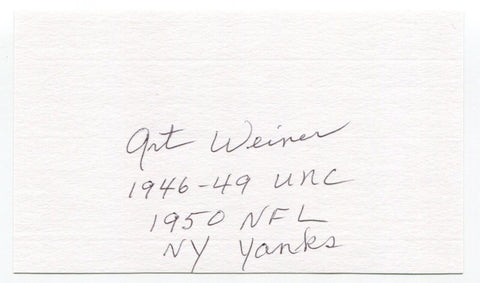 Art Weiner
1946-49 UNC
1950 NFL
NY Yanks